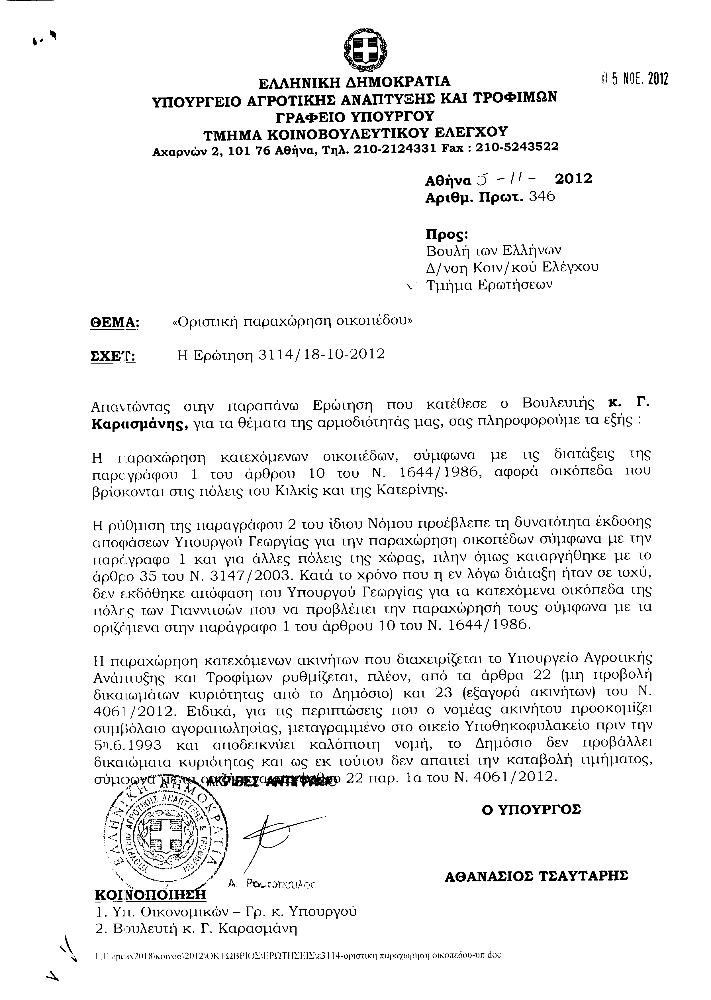 ΕΛΛΗΝΙΚΗ ΔΗΜΟΚΡΑΤΙΑ
05 ΝΟΕ. 2012
ΥΠΟΥΡΓΕΙΟ ΑΓΡΟΤΙΚΗΣ ΑΝΑΠΤΥΞΗΣ ΚΑΙ ΤΡΟΦΙΜΩΝ
ΓΡΑΦΕΙΟ ΥΠΟΥΡΓΟΥ
ΤΜΗΜΑ ΚΟΙΝΟΒΟΥΛΕΥΤΙΚΟΥ ΕΛΕΓΧΟΥ
Αχαρνών 2, 101 76 Αθήνα, Τηλ. 210-2124331 Fax : 210-5243522
Αθήνα 5 - 11 - 2012
Αριθμ. Πρωτ. 346
Προς:
Βουλή των Ελλήνων
Δ/νση Κοιν/κού Ελέγχου
Τμήμα Ερωτήσεων
ΘΕΜΑ: «Οριστική παραχώρηση οικοπέδου»
ΣΧΕΤ: Η Ερώτηση 3114/18-10-2012
Απαντώντας στην παραπάνω Ερώτηση που κατέθεσε ο Βουλευτής κ. Γ.
Καρασμάνης, για τα θέματα της αρμοδιότητάς μας, σας πληροφορούμε τα εξής :
Η παραχώρηση κατεχόμενων οικοπέδων, σύμφωνα με τις διατάξεις της
παραγράφου 1 του άρθρου 10 του Ν. 1644/1986, αφορά οικόπεδα που
βρίσκονται στις πόλεις του Κιλκίς και της Κατερίνης.
Η ρύθμιση της παραγράφου 2 του ίδιου Νόμου προέβλεπε τη δυνατότητα έκδοσης
αποφάσεων Υπουργού Γεωργίας για την παραχώρηση οικοπέδων σύμφωνα με την
παράγραφο 1 και για άλλες πόλεις της χώρας, πλην όμως καταργήθηκε με το
άρθρο 35 του Ν. 3147/2003. Κατά το χρόνο που η εν λόγω διάταξη ήταν σε ισχύ,
δεν εκδόθηκε απόφαση του Υπουργού Γεωργίας για τα κατεχόμενα οικόπεδα της
πόλης των Γιαννιτσών που να προβλέπει την παραχώρησή τους σύμφωνα με τα
οριζόμενα στην παράγραφο 1 του άρθρου 10 του Ν. 1644/1986.
Η παραχώρηση κατεχόμενων ακινήτων που διαχειρίζεται το Υπουργείο Αγροτικής
Ανάπτυξης και Τροφίμων ρυθμίζεται, πλέον, από τα άρθρα 22 (μη προβολή
δικαιωμάτων κυριότητας από το Δημόσιο) και 23 (εξαγορά ακινήτων) του Ν.
4061/2012. Ειδικά, για τις περιπτώσεις που ο νομέας ακινήτου προσκομίζει
συμβόλαιο αγοραπωλησίας, μεταγραμμένο στο οικείο Υποθηκοφυλακείο πριν την
5η.6.1993 και αποδεικνύει καλόπιστη νομή, το Δημόσιο δεν προβάλλει
δικαιώματα κυριότητας και ως εκ τούτου δεν απαιτεί την καταβολή τιμήματος,
σύμφωνα με τα οριζόμενα στο άρθρο 22 παρ. 1α του Ν. 4061/2012.
ΑΚΡΙΒΕΣ ΑΝΤΙΓΡΑΦΟ
ΕΛΛΗΝΙΚΗ ΔΗΜΟΚΡΑΤΙΑ
ΥΠΟΥΡΓΕΙΟ ΑΓΡΟΤΙΚΗΣ ΑΝΑΠΤΥΞΗΣ & ΤΡΟΦΙΜΩΝ
Ο ΥΠΟΥΡΓΟΣ
ΑΘΑΝΑΣΙΟΣ ΤΣΑΥΤΑΡΗΣ
Α.
ΚΟΙΝΟΠΟΙΗΣΗ
1. Υπ. Οικονομικών – Γρ. κ. Υπουργού
2. Βουλευτή κ. Γ. Καρασμάνη
Γ.Γ.\\pcax2018\κοινοσ\2012\ΟΚΤΩΒΡΙΟΣ\ΕΡΩΤΗΣΕΙΣ\ε3114-οριστικη παραχωρηση οικοπεδου-υπ.doc